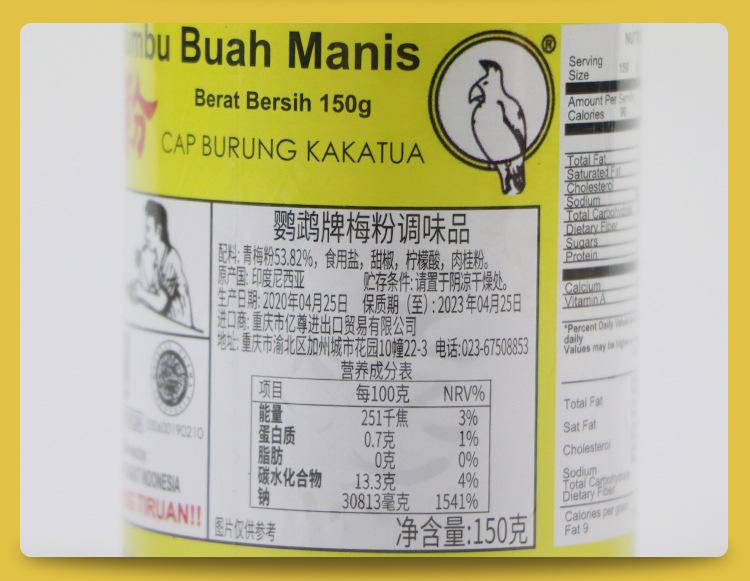 Buah Manis
®
Berat Bersih 150g
粉
CAP BURUNG KAKATUA
鹦鹉牌梅粉调味品
配料: 青梅粉53.82%, 食用盐, 甜椒, 柠檬酸, 肉桂粉。
原产国: 印度尼西亚 贮存条件: 请置于阴凉干燥处。
生产日期: 2020年04月25日 保质期（至）: 2023年04月25日
进口商: 重庆市亿尊进出口贸易有限公司
地址: 重庆市渝北区加州城市花园10幢22-3 电话:023-67508853
营养成分表
项目 每100克 NRV%
能量 251千焦 3%
蛋白质 0.7克 1%
脂肪 0克 0%
碳水化合物 13.3克 4%
钠 30813毫克 1541%
图片仅供参考
净含量:150克
INDONESIA
TIRUAN!!
Serving
Size
Amount Per
Calories
Total Fat
Saturated Fat
Cholesterol
Sodium
Total
Dietary Fiber
Sugars
Protein
Calcium
Vitamin A
*Percent Daily
daily
Values may be
Total Fat
Sat Fat
Cholesterol
Sodium
Total
Dietary Fiber
Calories per
Fat 9